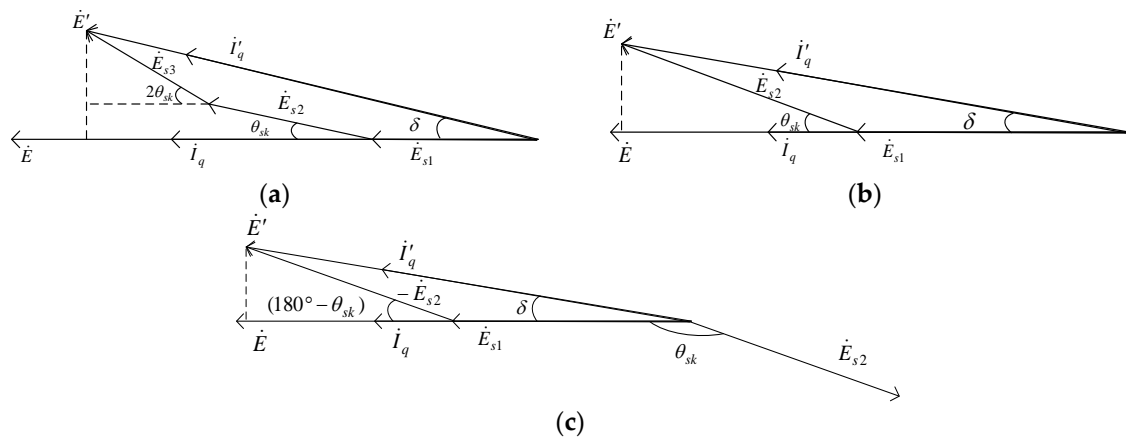 Ė′
İ′q
Ės3
2θsk
Ės2
θsk
δ
Ė
İq
Ės1
(a)
Ė′
İ′q
Ės2
θsk
δ
Ė
İq
Ės1
(b)
Ė′
İ′q
(180° − θsk)
− Ės2
δ
Ė
İq
Ės1
θsk
Ės2
(c)